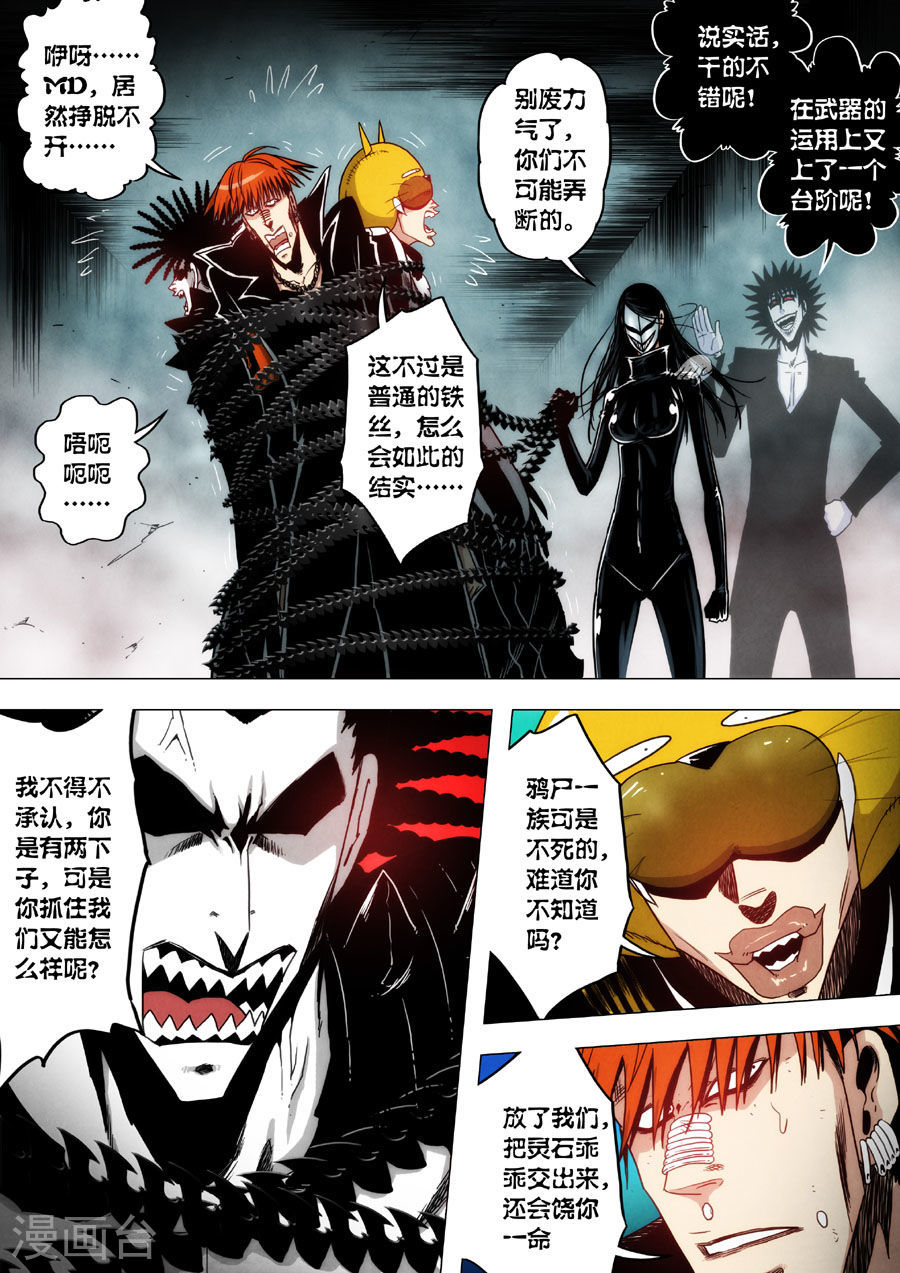 咿呀……
MD，居
然挣脱不
开……
别废力
气了，
你们不
可能弄
断的。
说实话，
干的不
错呢！
在武器的
运用上又
上了一个
台阶呢！
这不过是
普通的铁
丝，怎么
会如此的
结实……
唔呃
呃呃
……
我不得不
承认，你
是有两下
子，可是
你抓住我
们又能怎
么样呢？
鸦尸一
族可是
不死的，
难道你
不知道
吗？
放了我们，
把灵石乖
乖交出来，
还会饶你
一命
漫画台